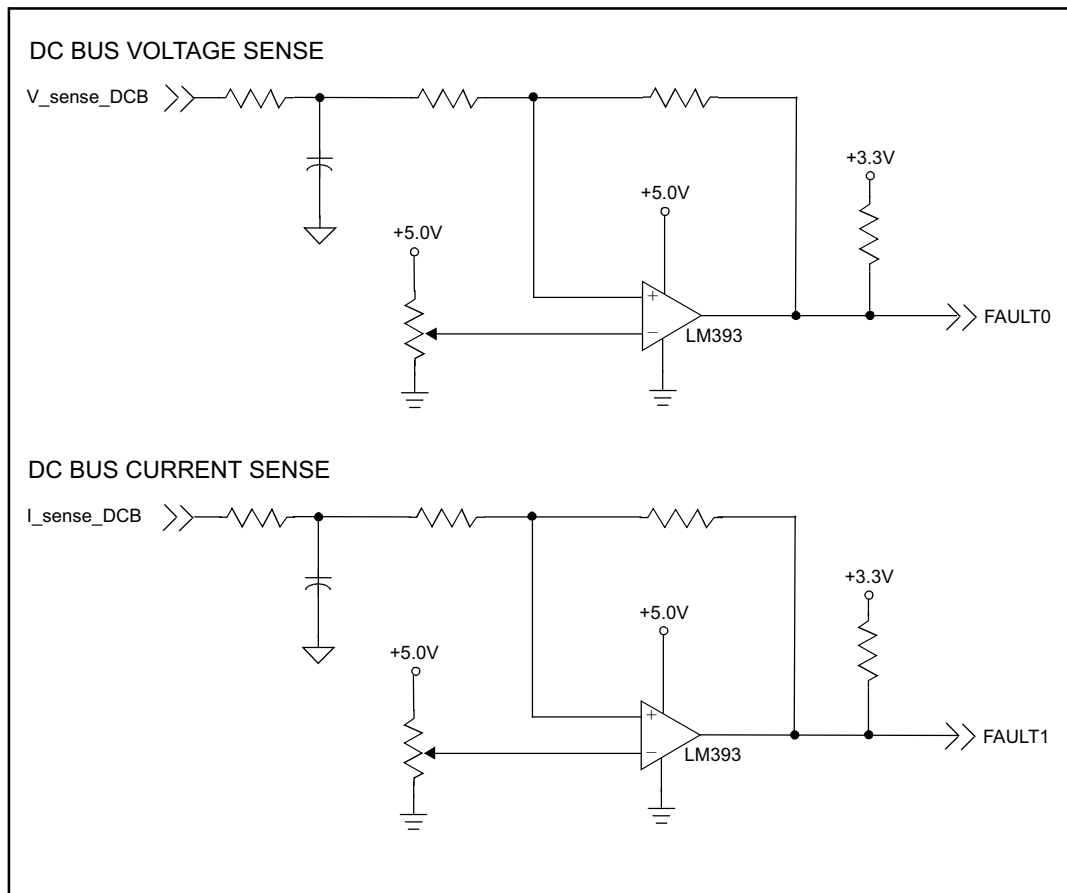 DC BUS VOLTAGE SENSE
V_sense_DCB
+3.3V
+5.0V
+5.0V
+
−
LM393
FAULT0
DC BUS CURRENT SENSE
I_sense_DCB
+3.3V
+5.0V
+5.0V
+
−
LM393
FAULT1